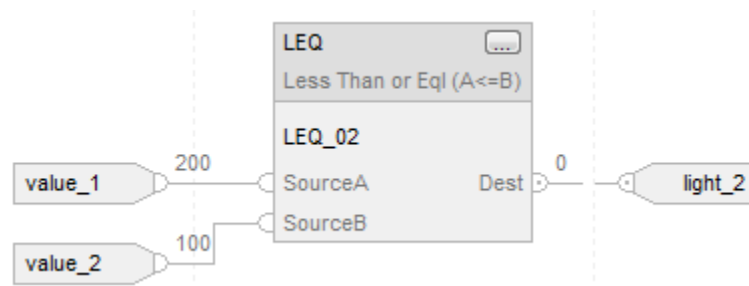 LEQ
...
Less Than or Eql (A<=B)
LEQ_02
200
value_1
SourceA
Dest
0
light_2
SourceB
100
value_2